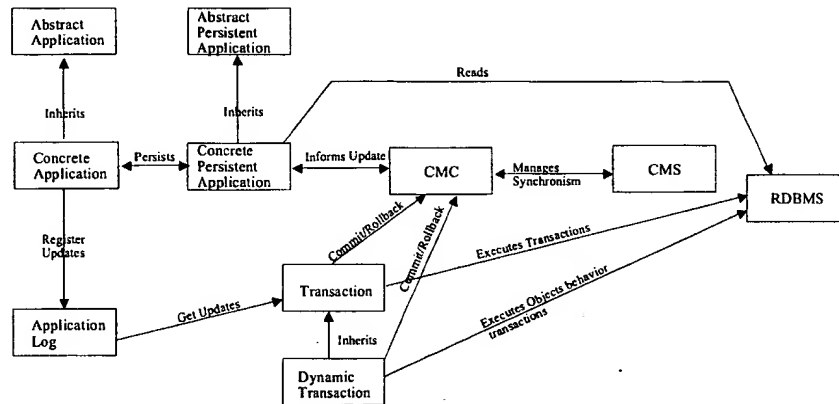 Abstract
Application
Abstract
Persistent
Application
Reads
Inherits
Inherits
Concrete
Application
Persists
Concrete
Persistent
Application
Informs Update
CMC
Manages
Synchronism
CMS
RDBMS
Register
Updates
Commit/Rollback
Commit/Rollback
Executes Transactions
Get Updates
Transaction
Executes Objects behavior
transactions
Application
Log
Inherits
Dynamic
Transaction